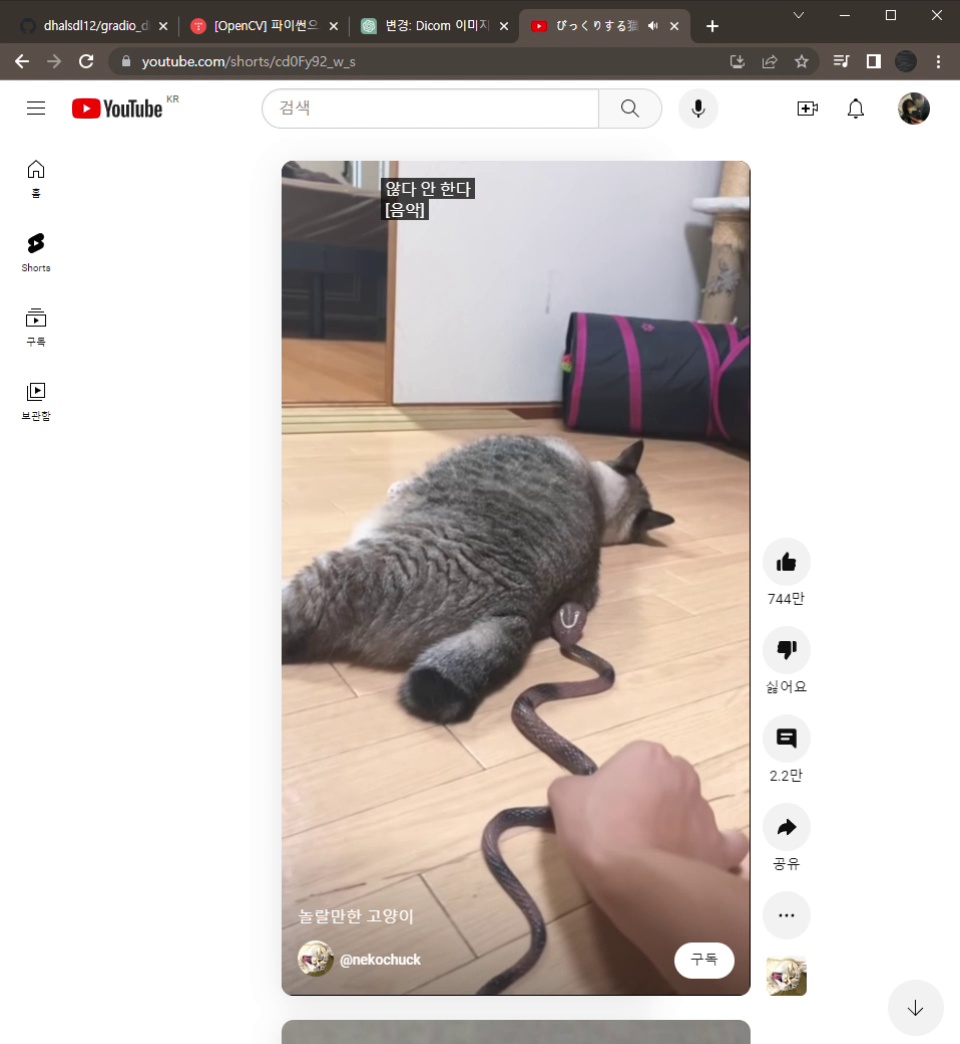 dhalsdl12/gradio_d
[OpenCV] 파이썬으
변경: Dicom 이미지
びっくりする猫
youtube.com/shorts/cd0Fy92_w_s
YouTube KR
검색
홈
Shorts
구독
보관함
않다 안 한다
[음악]
744만
싫어요
2.2만
공유
놀랄만한 고양이
@nekochuck
구독